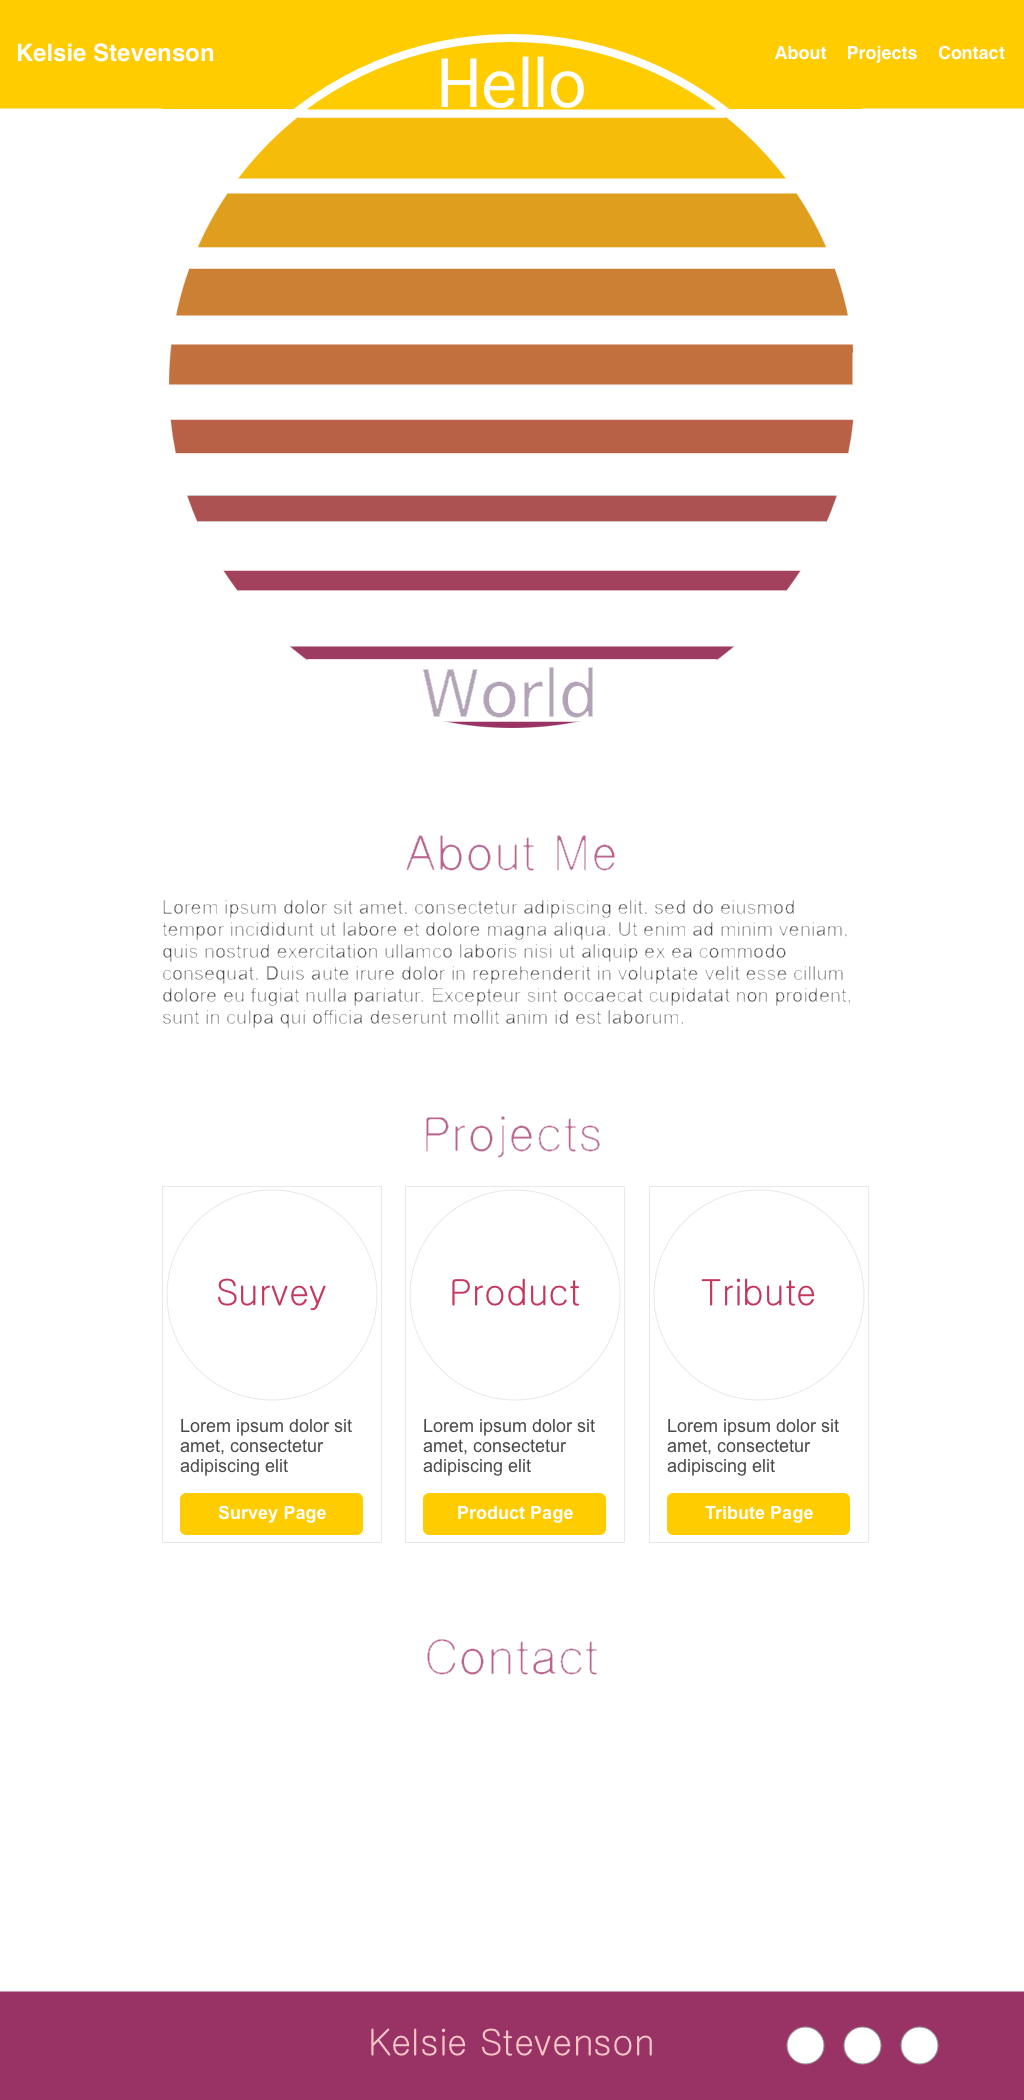 Kelsie Stevenson
About Projects Contact
Hello
World
About Me
Lorem ipsum dolor sit amet, consectetur adipiscing elit, sed do eiusmod
tempor incididunt ut labore et dolore magna aliqua. Ut enim ad minim veniam,
quis nostrud exercitation ullamco laboris nisi ut aliquip ex ea commodo
consequat. Duis aute irure dolor in reprehenderit in voluptate velit esse cillum
dolore eu fugiat nulla pariatur. Excepteur sint occaecat cupidatat non proident,
sunt in culpa qui officia deserunt mollit anim id est laborum.
Projects
Survey
Lorem ipsum dolor sit
amet, consectetur
adipiscing elit
Survey Page
Product
Lorem ipsum dolor sit
amet, consectetur
adipiscing elit
Product Page
Tribute
Lorem ipsum dolor sit
amet, consectetur
adipiscing elit
Tribute Page
Contact
Kelsie Stevenson